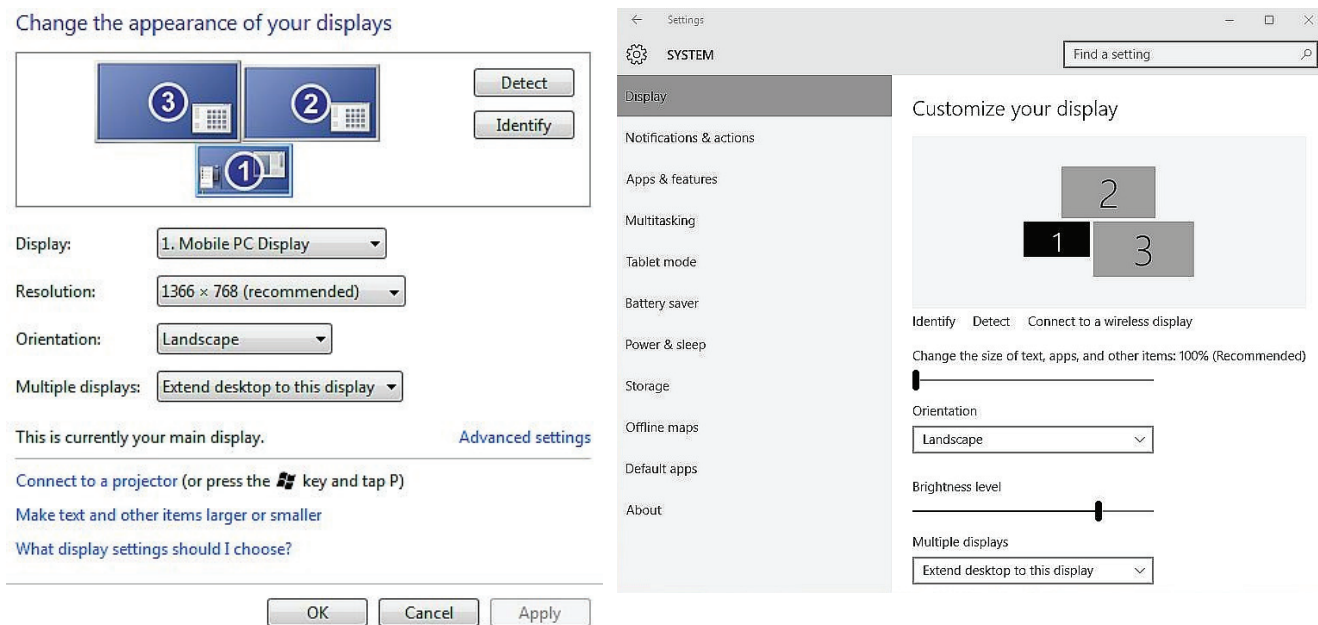 Change the appearance of your displays
3
2
1
Detect
Identify
Display: 1. Mobile PC Display
Resolution: 1366 × 768 (recommended)
Orientation: Landscape
Multiple displays: Extend desktop to this display
This is currently your main display. Advanced settings
Connect to a projector (or press the key and tap P)
Make text and other items larger or smaller
What display settings should I choose?
OK Cancel Apply
Settings
SYSTEM
Find a setting
Display
Notifications & actions
Apps & features
Multitasking
Tablet mode
Battery saver
Power & sleep
Storage
Offline maps
Default apps
About
Customize your display
2
1
3
Identify Detect Connect to a wireless display
Change the size of text, apps, and other items: 100% (Recommended)
Orientation
Landscape
Brightness level
Multiple displays
Extend desktop to this display